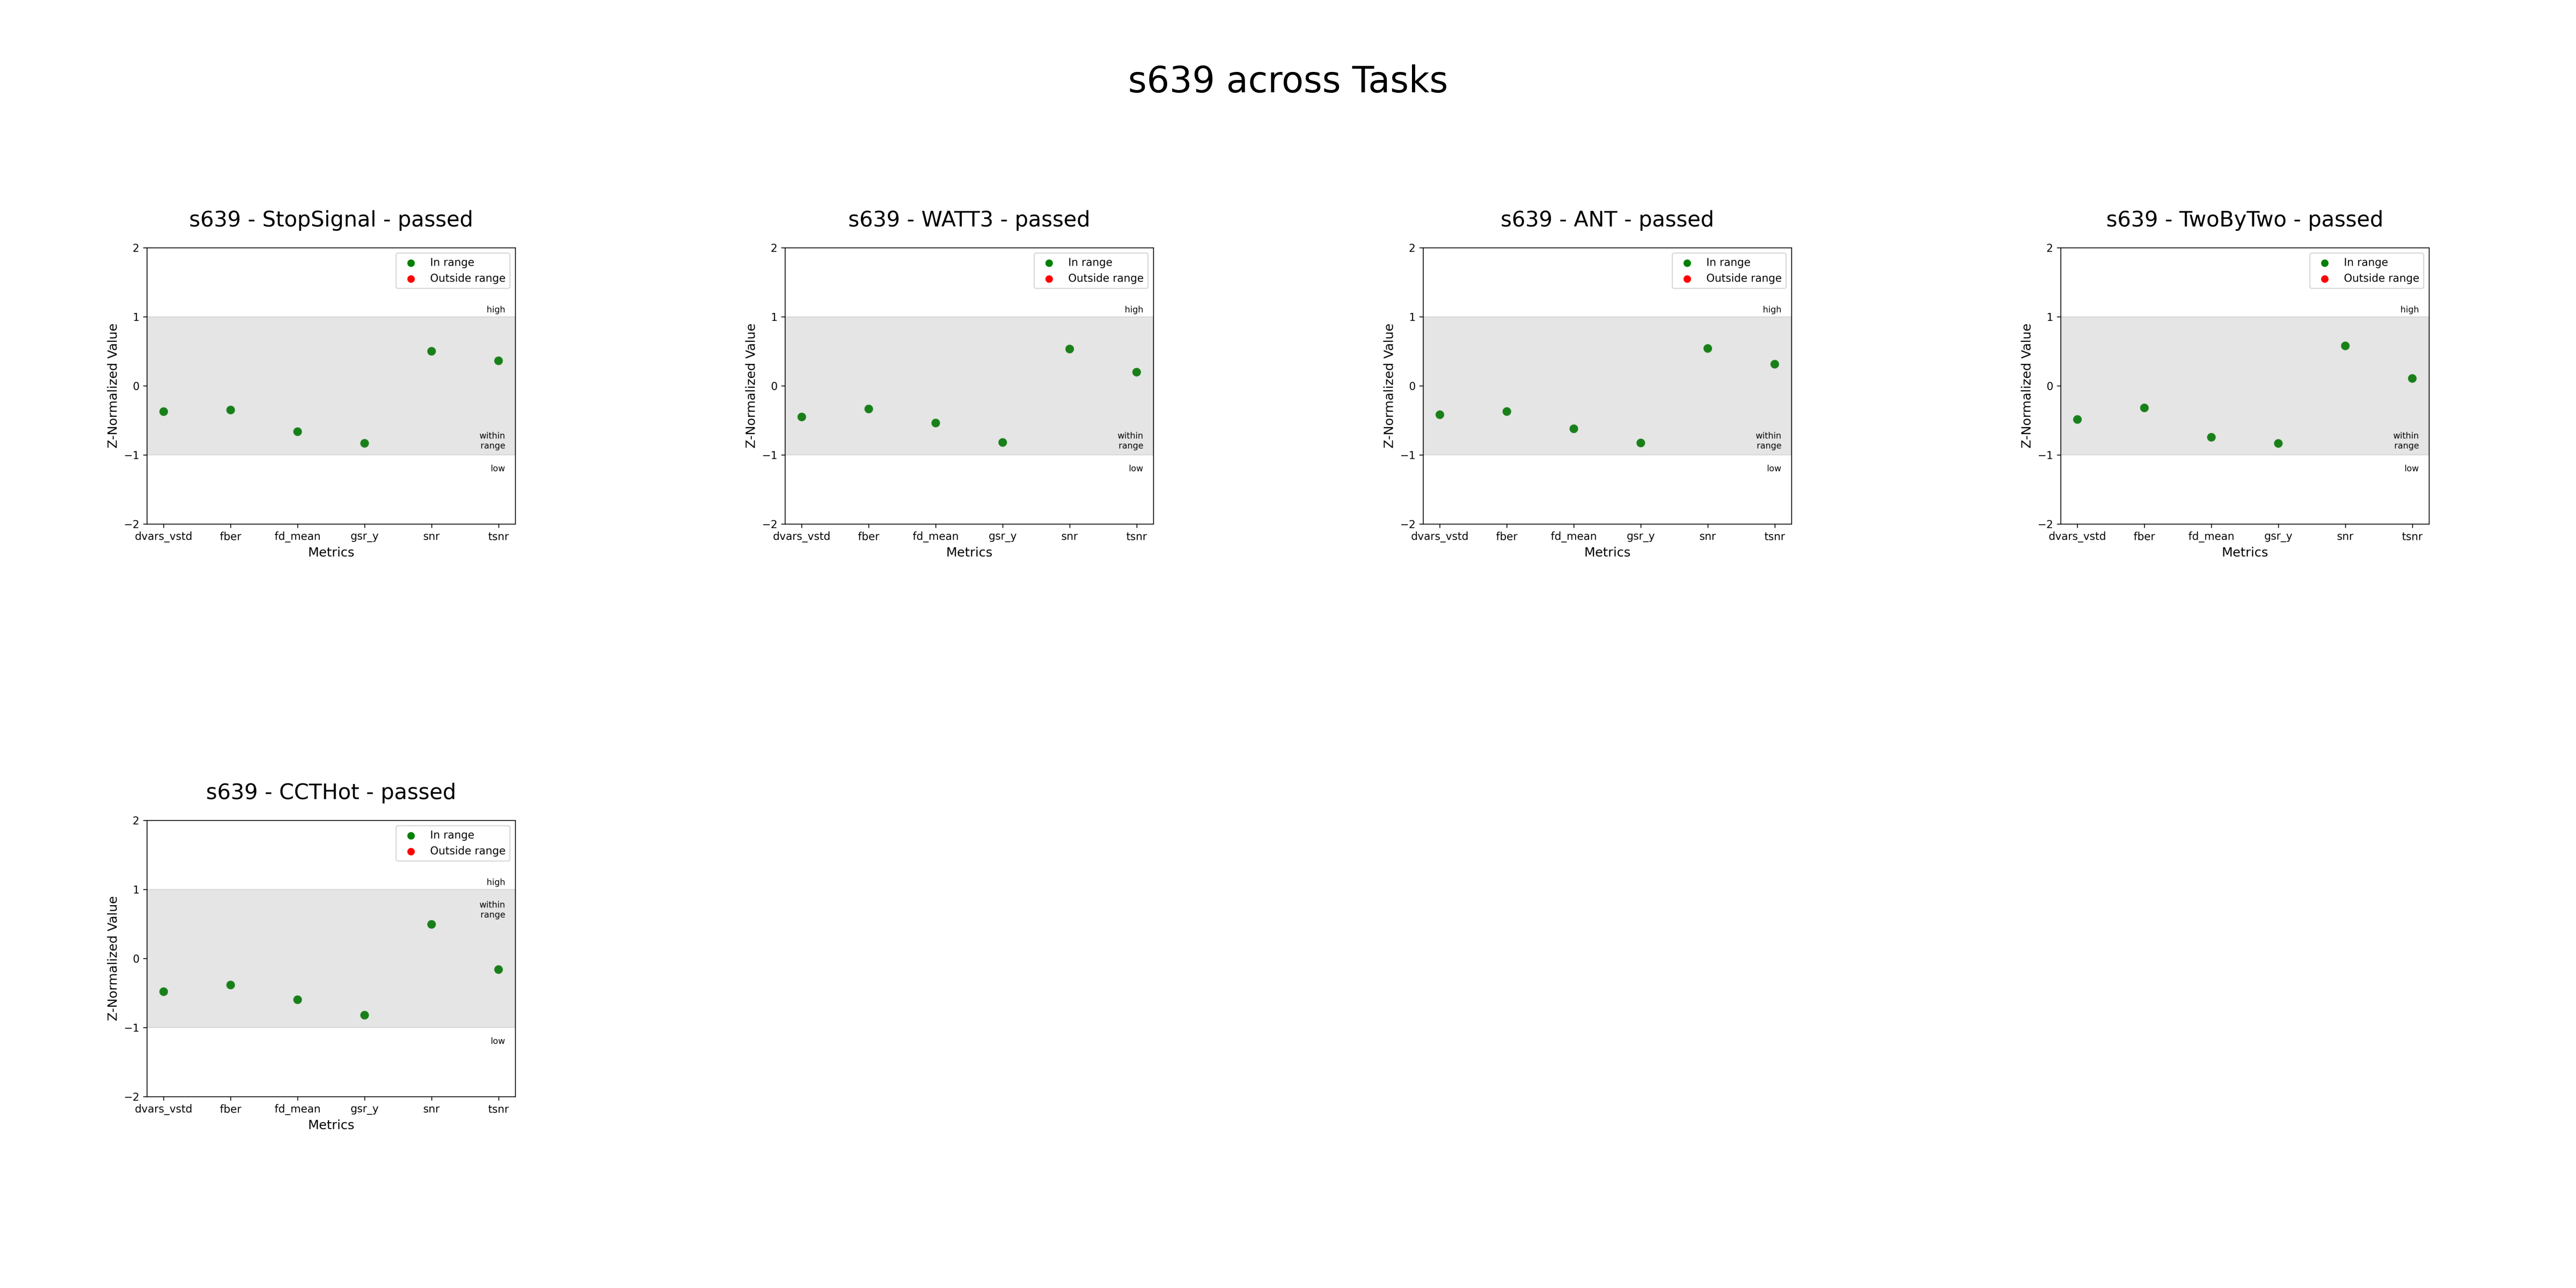 s639 across Tasks
s639 - StopSignal - passed
2
1
0
−1
−2
Z-Normalized Value
In range
Outside range
high
within
range
low
dvars_vstd fber fd_mean gsr_y snr tsnr
Metrics
s639 - WATT3 - passed
2
1
0
−1
−2
Z-Normalized Value
In range
Outside range
high
within
range
low
dvars_vstd fber fd_mean gsr_y snr tsnr
Metrics
s639 - ANT - passed
2
1
0
−1
−2
Z-Normalized Value
In range
Outside range
high
within
range
low
dvars_vstd fber fd_mean gsr_y snr tsnr
Metrics
s639 - TwoByTwo - passed
2
1
0
−1
−2
Z-Normalized Value
In range
Outside range
high
within
range
low
dvars_vstd fber fd_mean gsr_y snr tsnr
Metrics
s639 - CCTHot - passed
2
1
0
−1
−2
Z-Normalized Value
In range
Outside range
high
within
range
low
dvars_vstd fber fd_mean gsr_y snr tsnr
Metrics